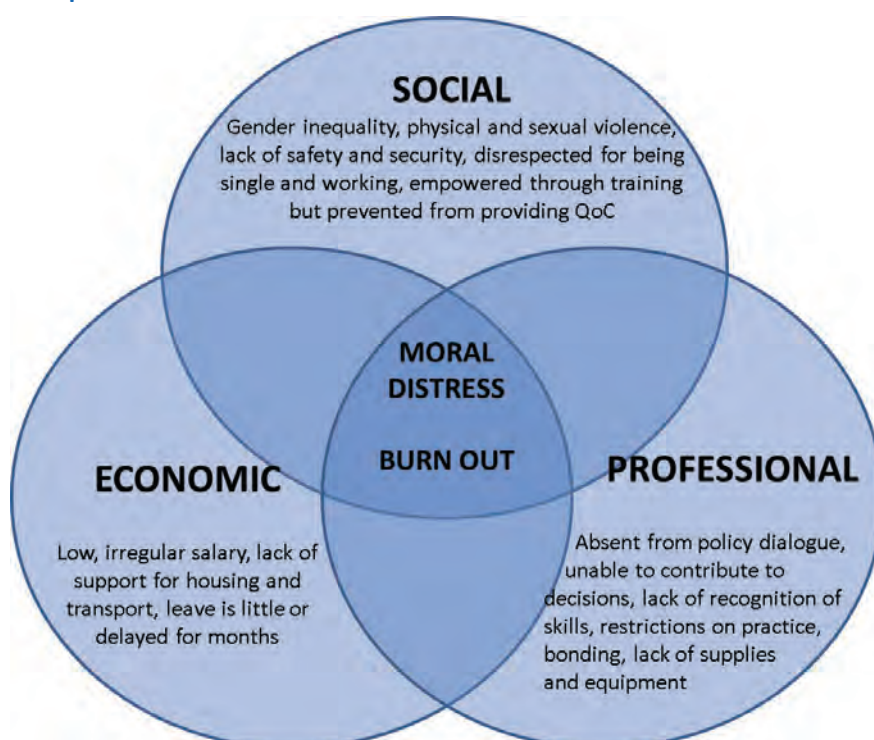 SOCIAL
Gender inequality, physical and sexual violence,
lack of safety and security, disrespected for being
single and working, empowered through training
but prevented from providing QoC
MORAL
DISTRESS
BURN OUT
ECONOMIC
Low, irregular salary, lack of
support for housing and
transport, leave is little or
delayed for months
PROFESSIONAL
Absent from policy dialogue,
unable to contribute to
decisions, lack of recognition of
skills, restrictions on practice,
bonding, lack of supplies
and equipment